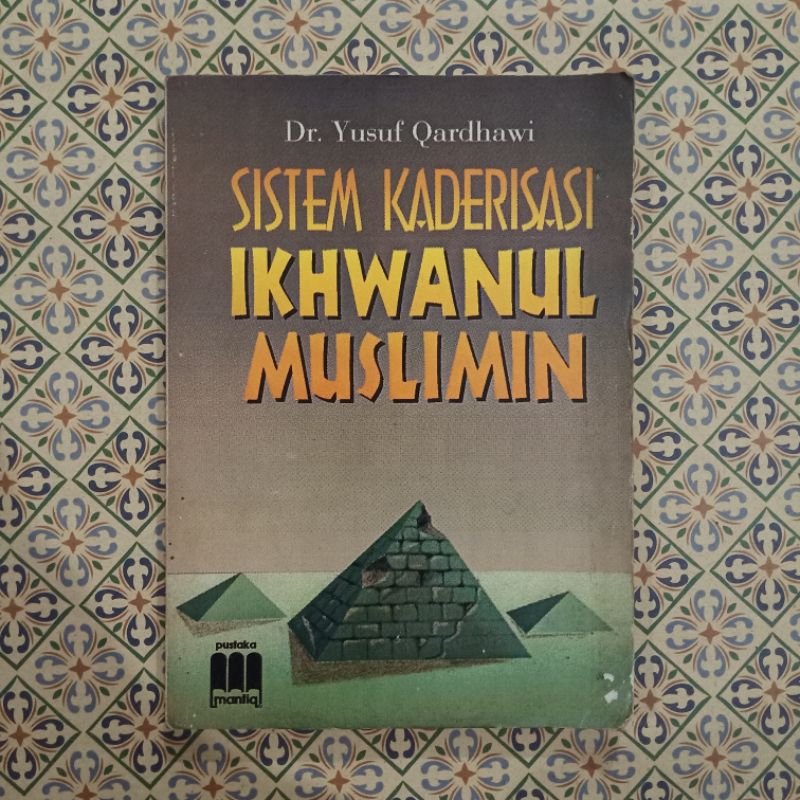 Dr. Yusuf Qardhawi
SISTEM KADERISASI
IKHWANUL
MUSLIMIN
pustaka
mantiq